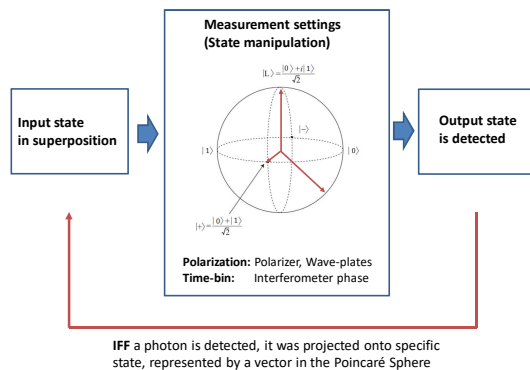 Measurement settings
(State manipulation)
|L⟩=|0⟩+i|1⟩/√2
Input state
in superposition
|−⟩
|1⟩
|0⟩
|+⟩=|0⟩+|1⟩/√2
Output state
is detected
Polarization: Polarizer, Wave-plates
Time-bin: Interferometer phase
IFF a photon is detected, it was projected onto specific
state, represented by a vector in the Poincaré Sphere